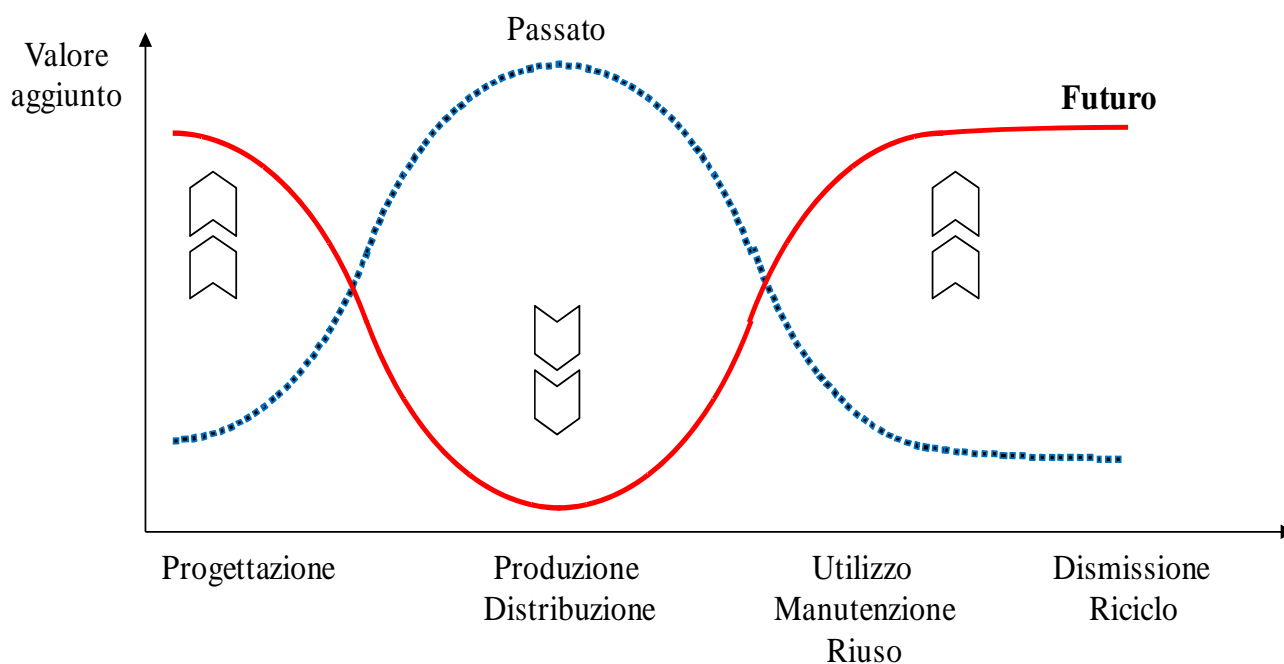 Passato
Valore
aggiunto
Futuro
Progettazione
Produzione
Distribuzione
Utilizzo
Manutenzione
Riuso
Dismissione
Riciclo